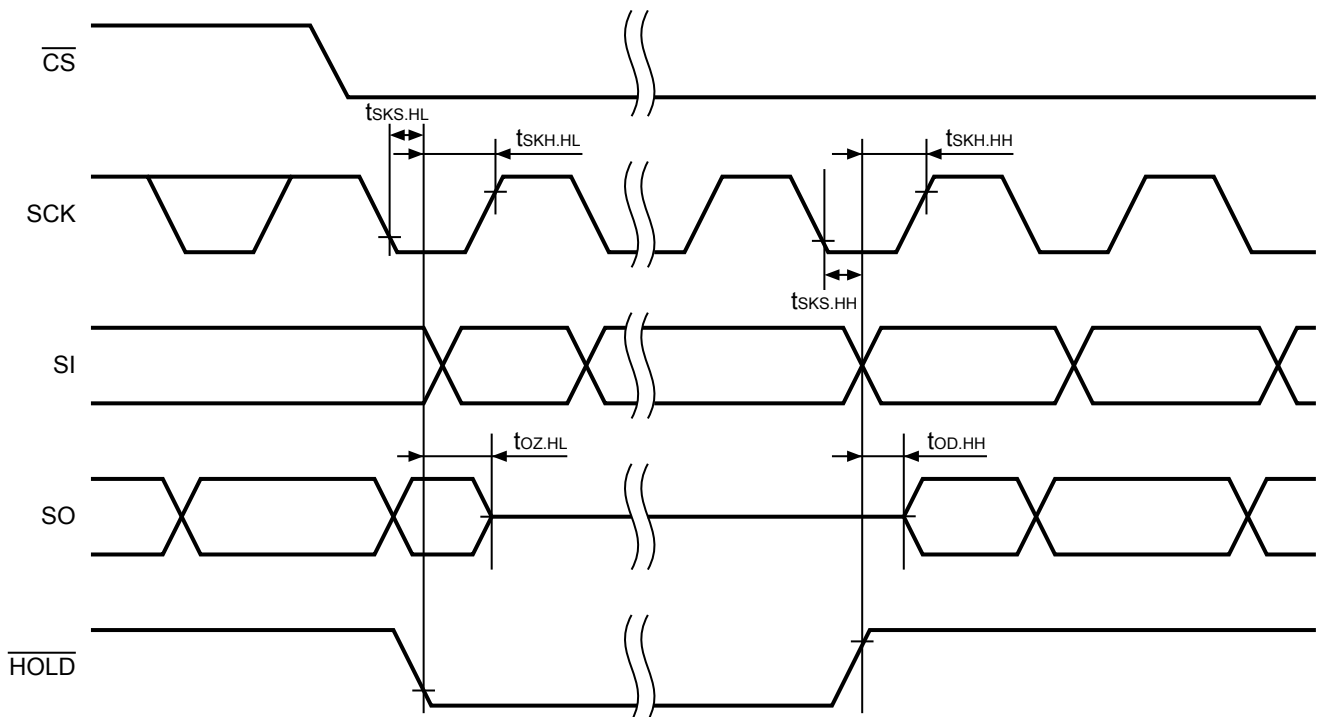 CS
tSKS.HL
tSKH.HL
tSKH.HH
SCK
tSKS.HH
SI
tOZ.HL
tOD.HH
SO
HOLD